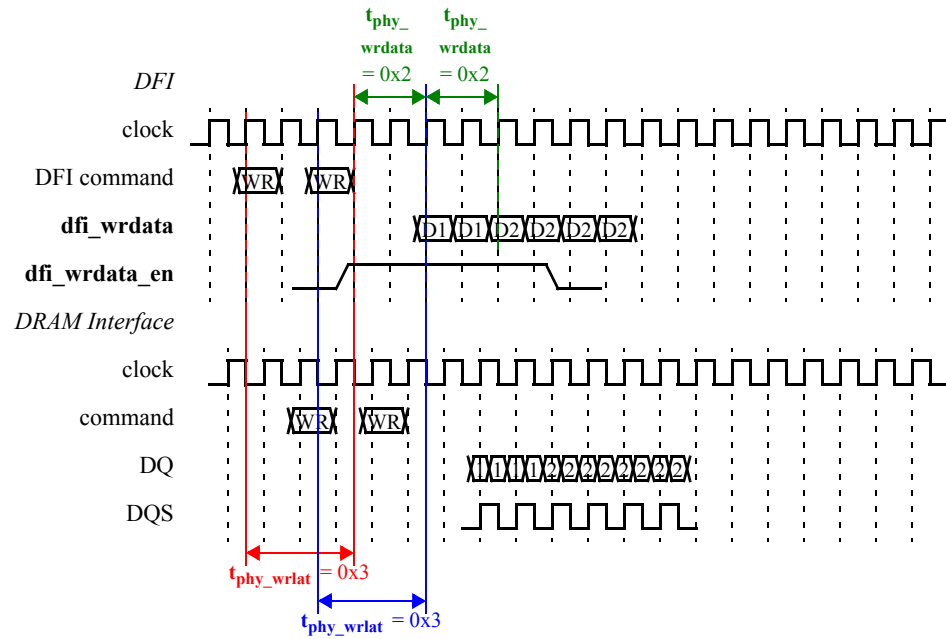 tphy_ tphy_
wrdata wrdata
= 0x2 = 0x2
DFI
clock
DFI command WR WR
dfi_wrdata D1 D1 D2 D2 D2 D2
dfi_wrdata_en
DRAM Interface
clock
command WR WR
DQ 1 1 1 1 2 2 2 2 2 2 2 2
DQS
tphy_wrlat = 0x3
tphy_wrlat = 0x3